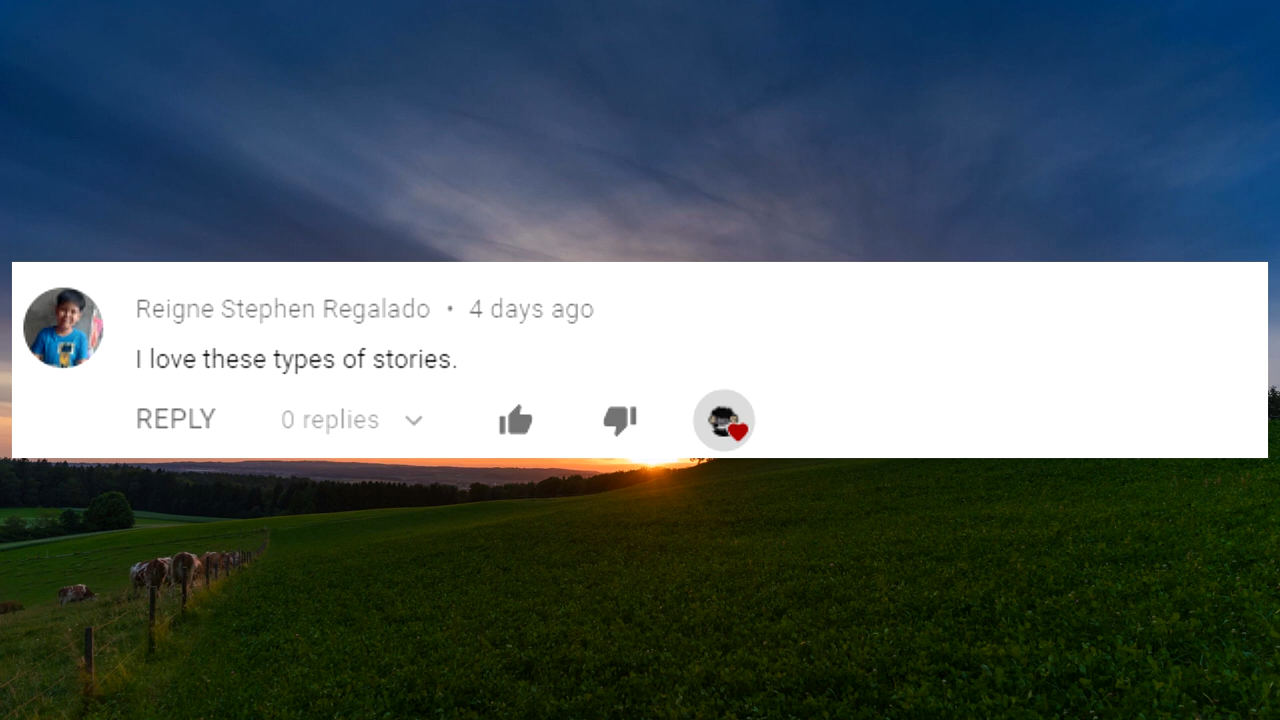 Reigne Stephen Regalado • 4 days ago
I love these types of stories.
REPLY 0 replies